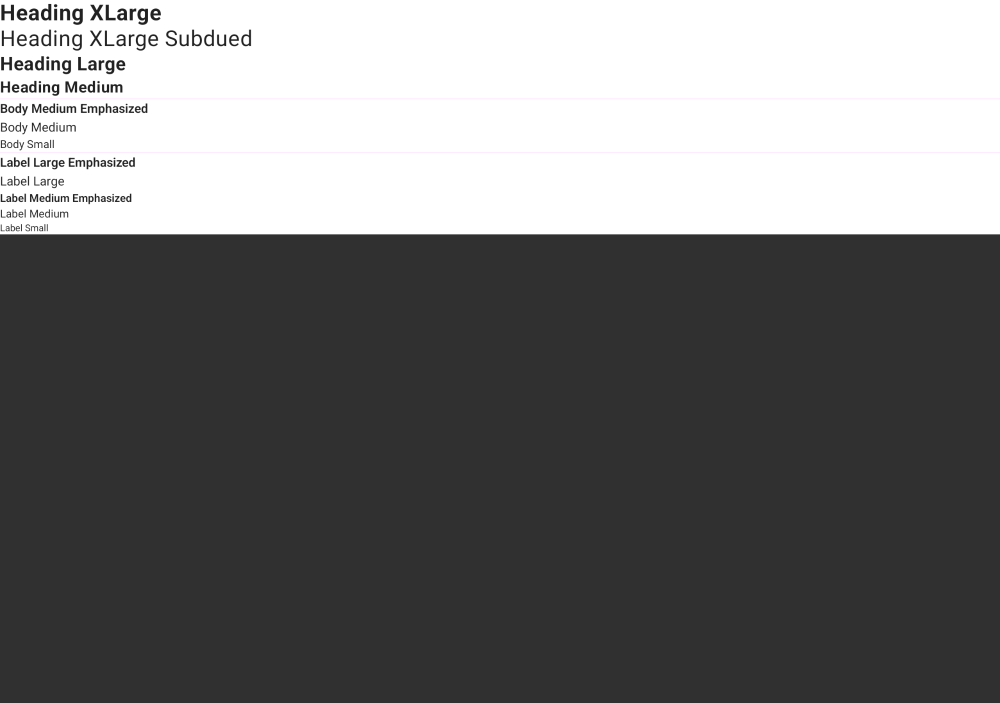 Heading XLarge
Heading XLarge Subdued
Heading Large
Heading Medium
Body Medium Emphasized
Body Medium
Body Small
Label Large Emphasized
Label Large
Label Medium Emphasized
Label Medium
Label Small